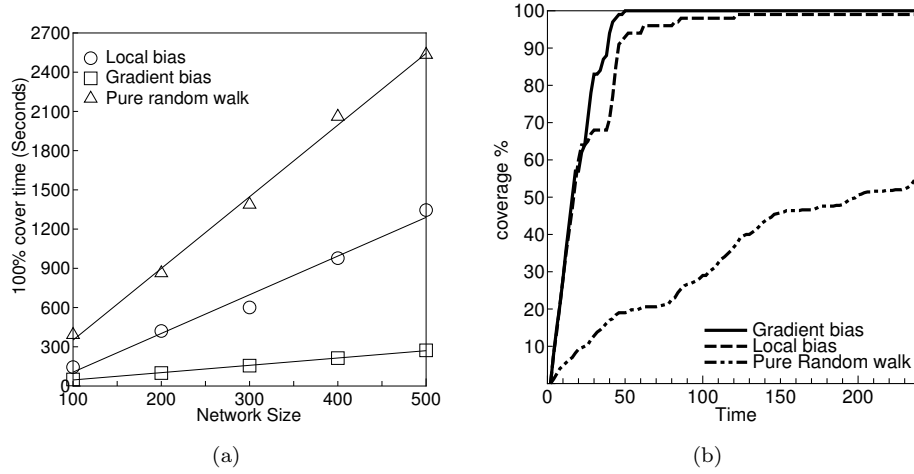 2700
2400
2100
1800
1500
1200
900
600
300
0
100% cover time (Seconds)
Local bias
Gradient bias
Pure random walk
100 200 300 400 500
Network Size
(a)
100
90
80
70
60
50
40
30
20
10
0
coverage %
Gradient bias
Local bias
Pure Random walk
0 50 100 150 200
Time
(b)